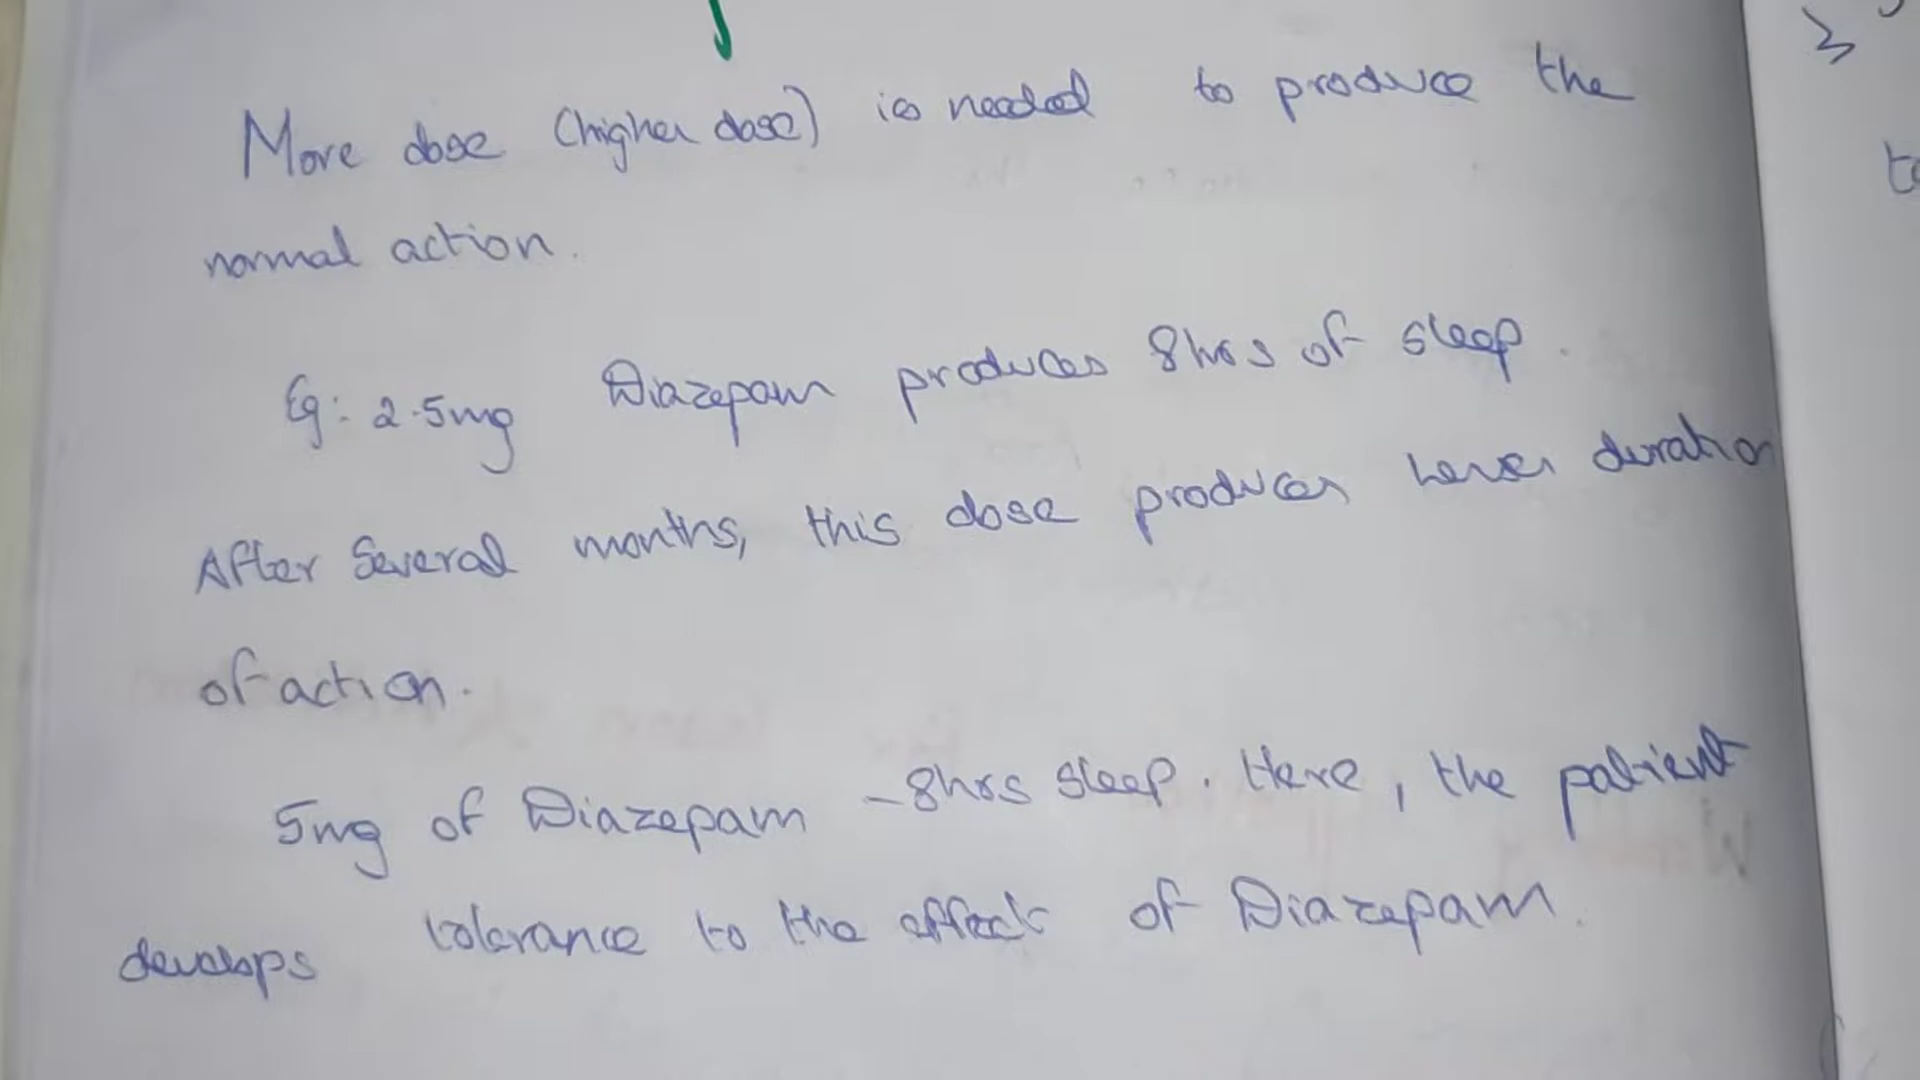 More dose (higher dose) is needed to produce the
normal action.
Eg: 2.5mg Diazepam produces 8hrs of sleep.
After Several months, this dose produces lesser duration
of action.
5mg of Diazepam - 8hrs sleep. Here, the patient
develops tolerance to the effect of Diazepam.